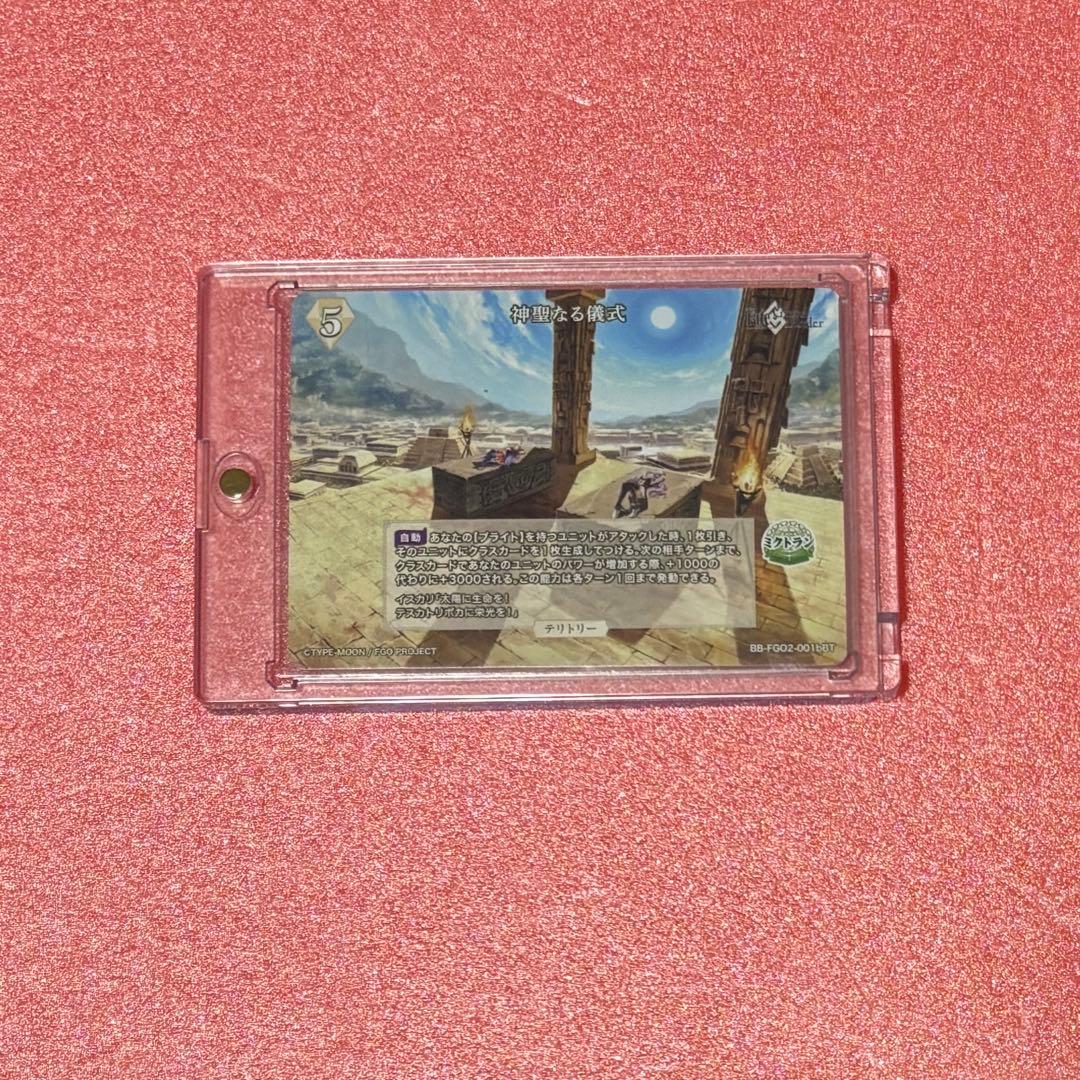 5
神聖なる儀式
自動 あなたの【ブライト】を持つユニットがアタックした時、1枚引き、
そのユニットにクラスカードを1枚生成してつける。次の相手ターンまで、
クラスカードであなたのユニットのパワーが増加する際、+1000の
代わりに+3000される。この能力は各ターン1回まで発動できる。
イスカリ「太陽に生命を!
テスカトリポカに栄光を!」
ミクトラン
テリトリー
©TYPE-MOON / FGO PROJECT
BB-FGO2-001bBT